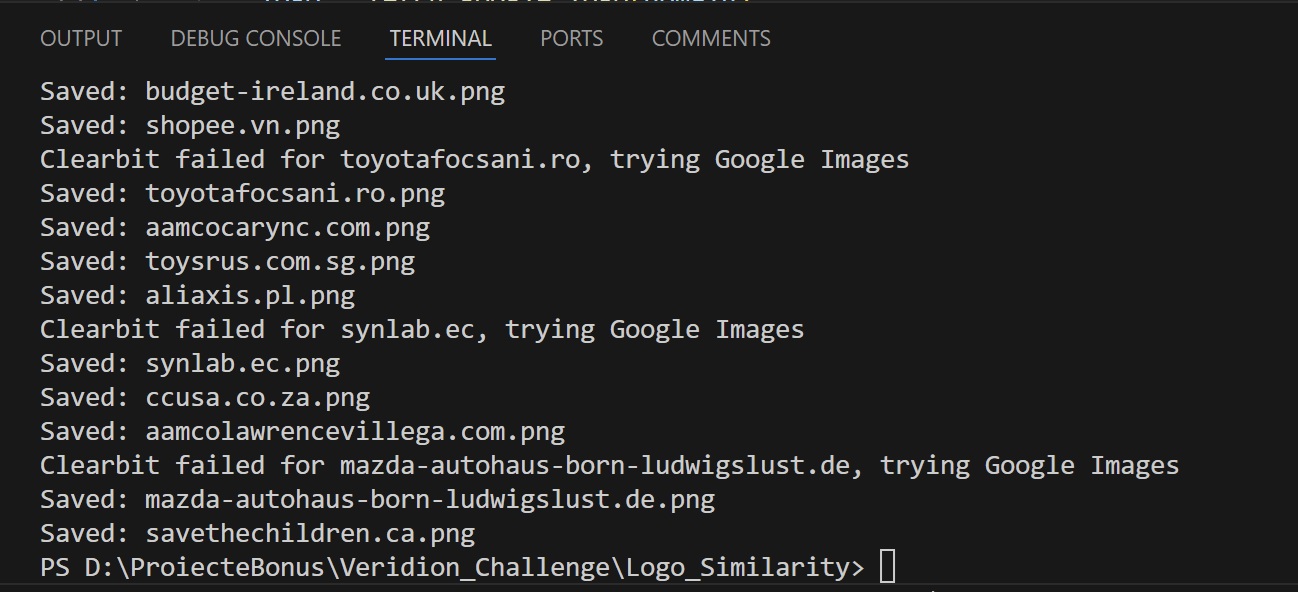 OUTPUT DEBUG CONSOLE TERMINAL PORTS COMMENTS
Saved: budget-ireland.co.uk.png
Saved: shopee.vn.png
Clearbit failed for toyotafocsani.ro, trying Google Images
Saved: toyotafocsani.ro.png
Saved: aamcocarync.com.png
Saved: toysrus.com.sg.png
Saved: aliaxis.pl.png
Clearbit failed for synlab.ec, trying Google Images
Saved: synlab.ec.png
Saved: ccusa.co.za.png
Saved: aamcolawrencevillega.com.png
Clearbit failed for mazda-autohaus-born-ludwigslust.de, trying Google Images
Saved: mazda-autohaus-born-ludwigslust.de.png
Saved: savethechildren.ca.png
PS D:\ProiecteBonus\Veridion_Challenge\Logo_Similarity>